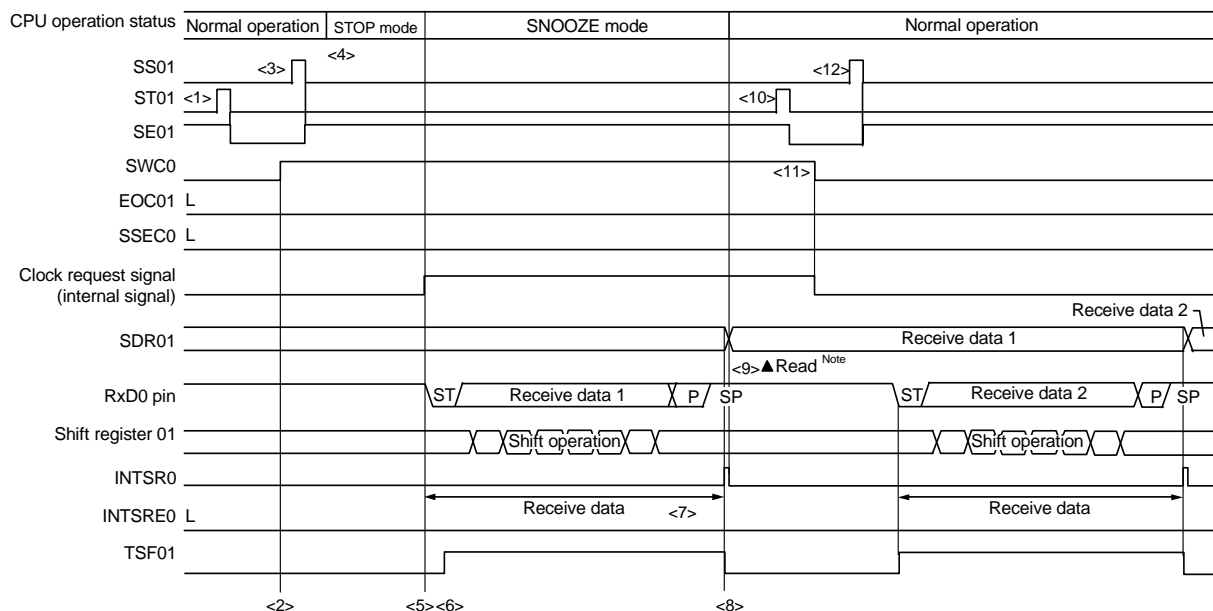 CPU operation status Normal operation STOP mode SNOOZE mode Normal operation
<4>
SS01 <3> <12>
ST01 <1> <10>
SE01
SWC0 <11>
EOC01 L
SSEC0 L
Clock request signal
(internal signal)
Receive data 2
SDR01 Receive data 1
<9>▲Read Note
RxD0 pin ST Receive data 1 P SP ST Receive data 2 P SP
Shift register 01 Shift operation Shift operation
INTSR0
Receive data <7> Receive data
INTSRE0 L
TSF01
<2> <5><6> <8>